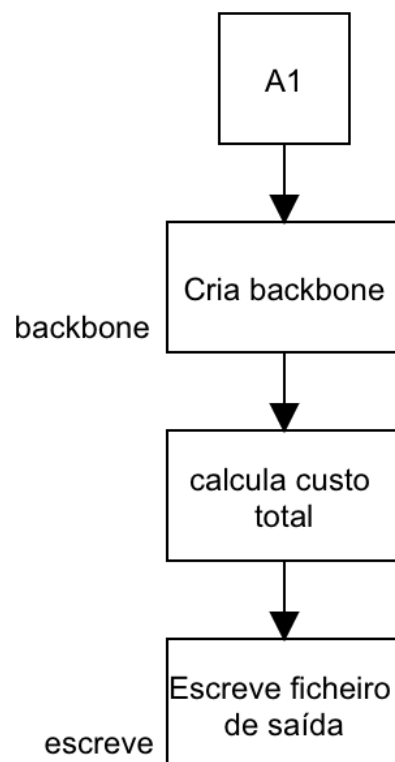 A1
Cria backbone
backbone
calcula custo
total
Escreve ficheiro
de saída
escreve